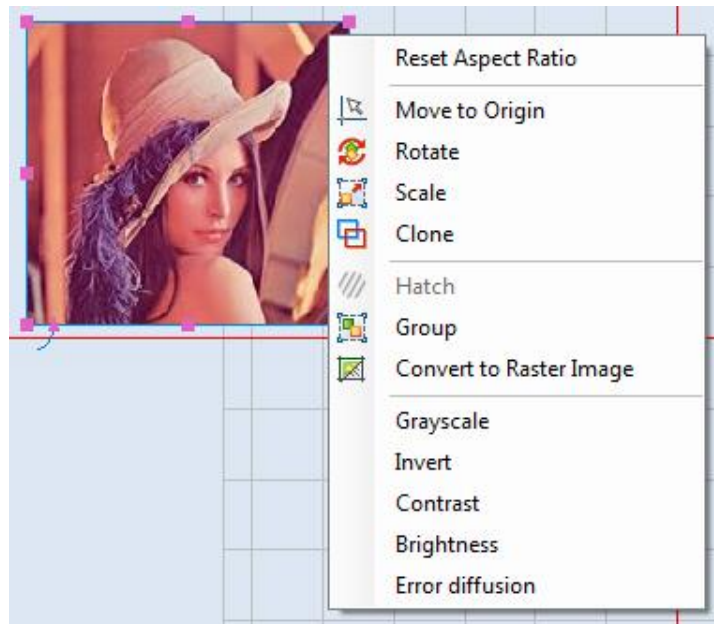 Reset Aspect Ratio
Move to Origin
Rotate
Scale
Clone
Hatch
Group
Convert to Raster Image
Grayscale
Invert
Contrast
Brightness
Error diffusion